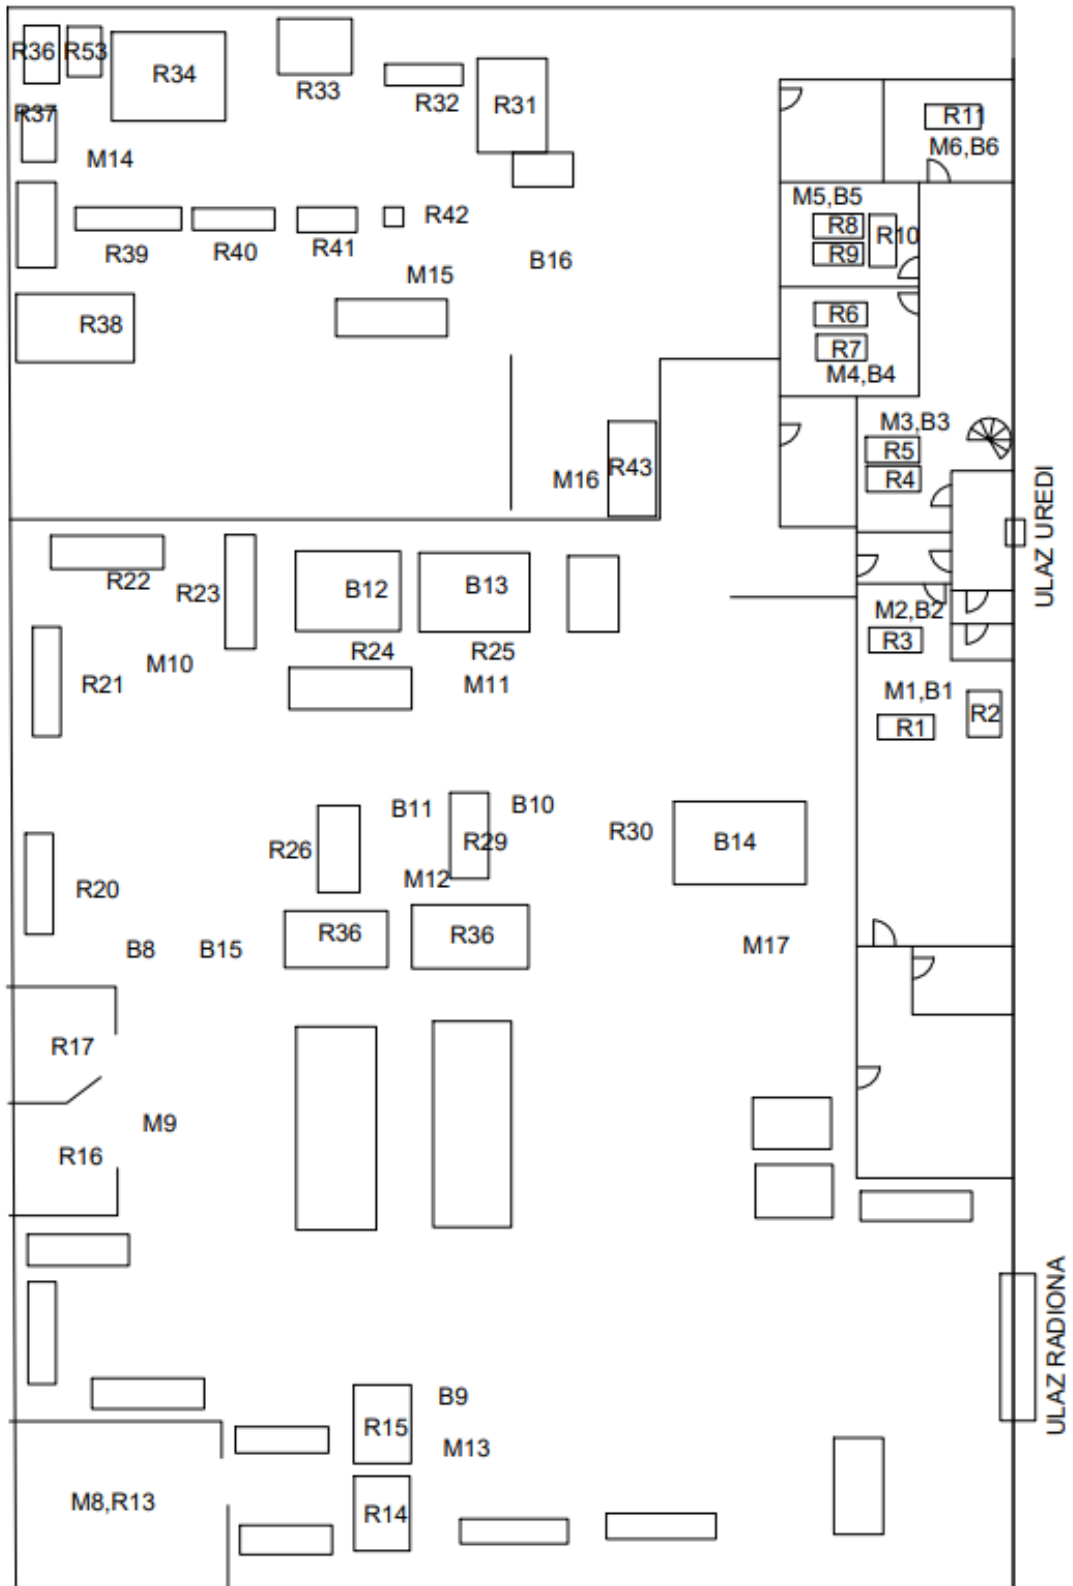 R36 R53 R34 R33 R32 R31
R37
R11
M6,B6
M14
M5,B5
R8 R10
R9
R39 R40 R41 R42
M15 B16
R38
R6
R7
M4,B4
M3,B3
R5
R4
M16 R43
ULAZ UREDI
R22 R23 B12 B13
R24 R25
M2,B2
R3
R21 M10 M11
M1,B1
R1 R2
B11 B10
R26 R29 R30 B14
M12
R20
R36 R36
B8 B15 M17
R17
M9
R16
ULAZ RADIONA
B9
R15 M13
M8,R13 R14